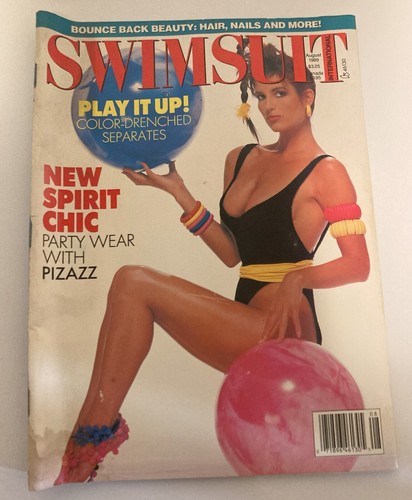 BOUNCE BACK BEAUTY: HAIR, NAILS AND MORE!
SWIMSUIT
INTERNATIONAL
August
1989
$3.25
PLAY IT UP!
COLOR-DRENCHED
SEPARATES
NEW
SPIRIT
CHIC
PARTY WEAR
WITH
PIZAZZ
08